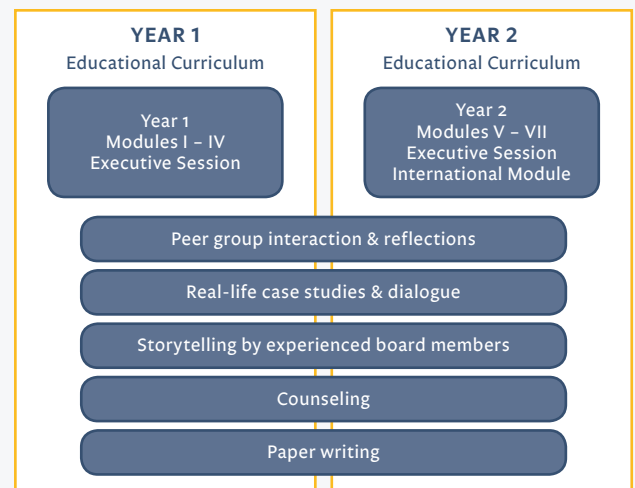 YEAR 1
Educational Curriculum
Year 1
Modules I – IV
Executive Session
YEAR 2
Educational Curriculum
Year 2
Modules V – VII
Executive Session
International Module
Peer group interaction & reflections
Real-life case studies & dialogue
Storytelling by experienced board members
Counseling
Paper writing